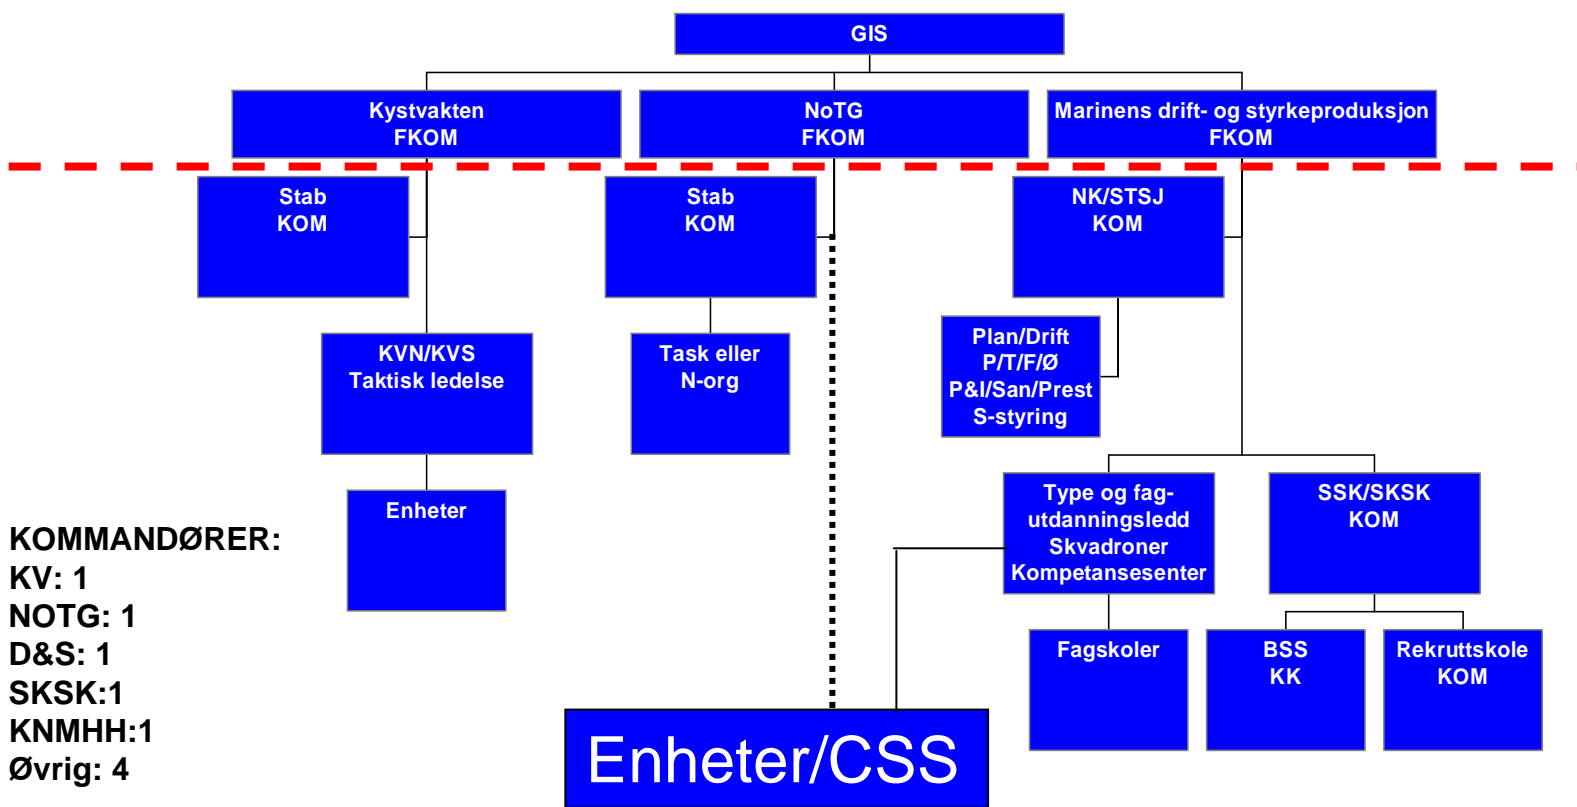 GIS
Kystvakten
FKOM
NoTG
FKOM
Marinens drift- og styrkeproduksjon
FKOM
Stab
KOM
Stab
KOM
NK/STSJ
KOM
KVN/KVS
Taktisk ledelse
Task eller
N-org
Plan/Drift
P/T/F/Ø
P&I/San/Prest
S-styring
Enheter
Type og fag-
utdanningsledd
Skvadroner
Kompetansesenter
SSK/SKSK
KOM
Fagskoler
BSS
KK
Rekruttskole
KOM
Enheter/CSS
KOMMANDØRER:
KV: 1
NOTG: 1
D&S: 1
SKSK:1
KNMHH:1
Øvrig: 4